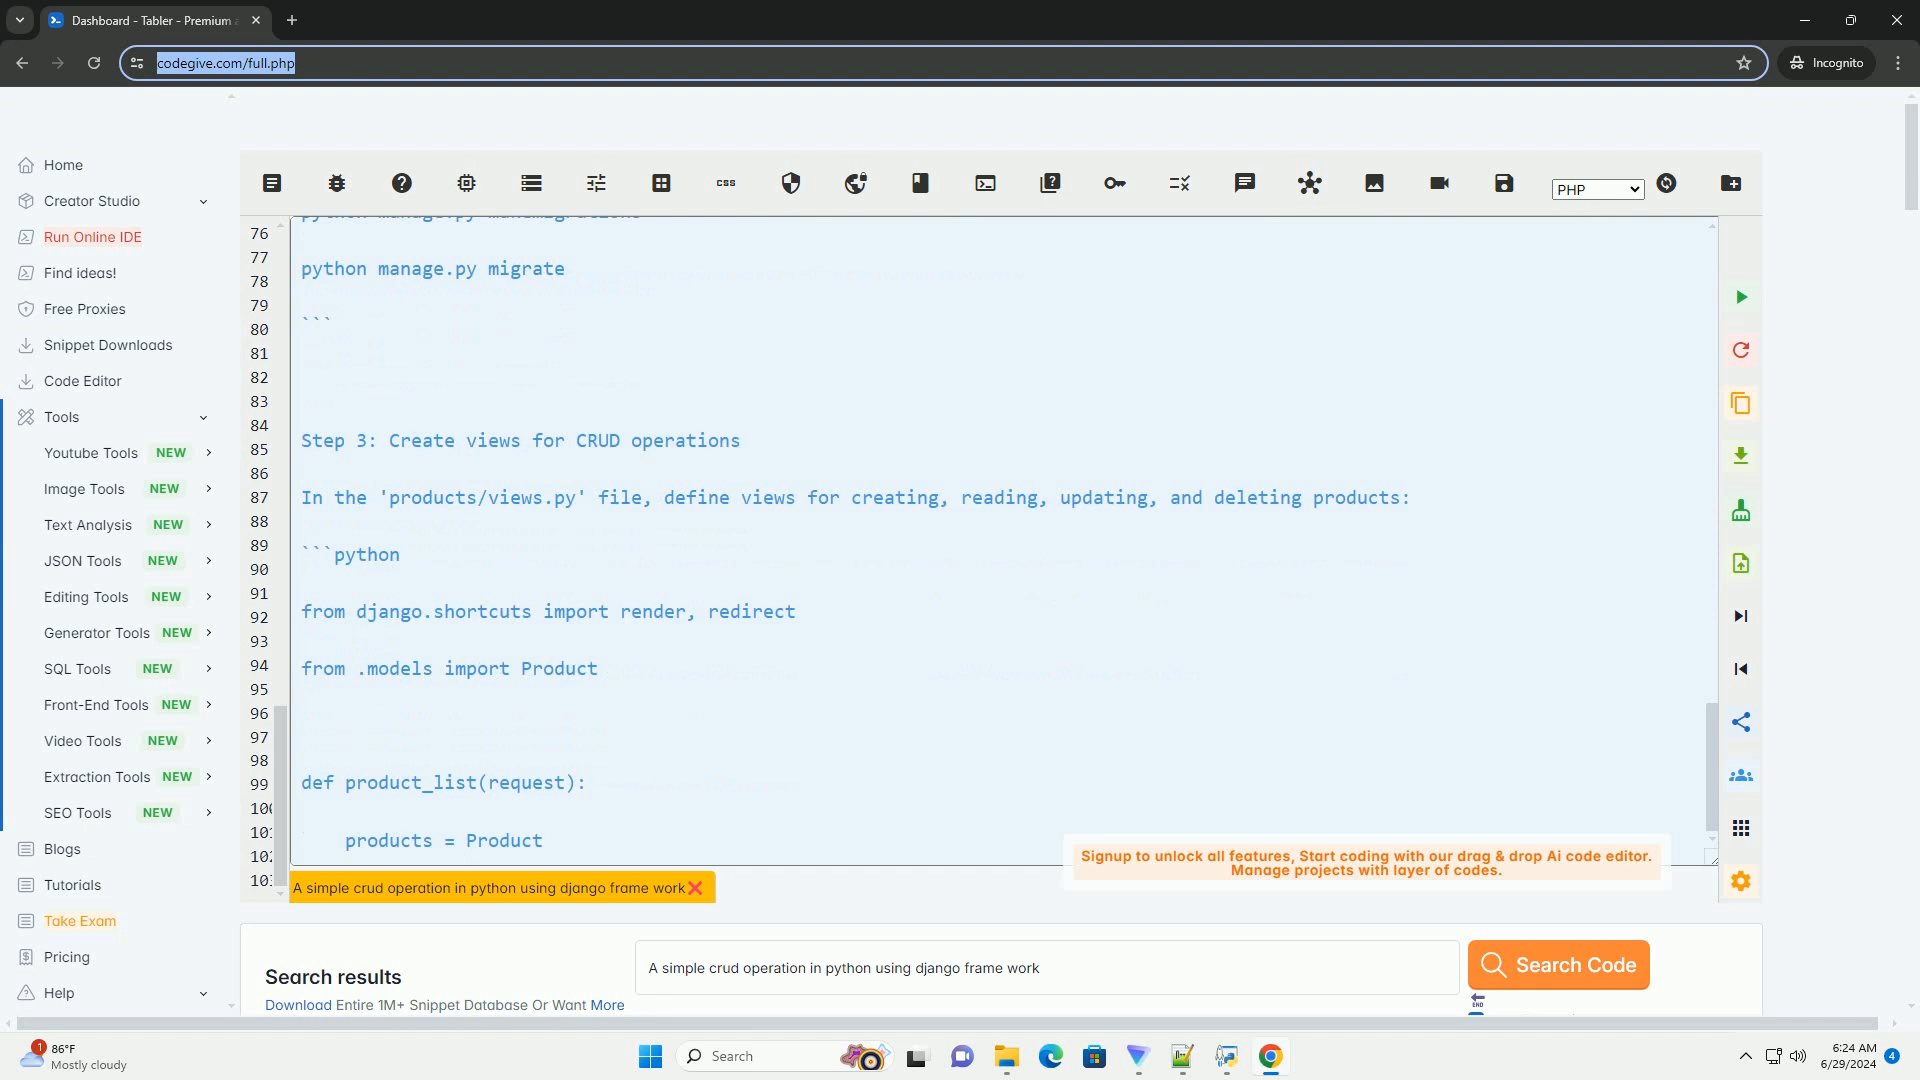 Dashboard - Tabler - Premium
codegive.com/full.php
Incognito
Home
Creator Studio
Run Online IDE
Find ideas!
Free Proxies
Snippet Downloads
Code Editor
Tools
Youtube Tools NEW
Image Tools NEW
Text Analysis NEW
JSON Tools NEW
Editing Tools NEW
Generator Tools NEW
SQL Tools NEW
Front-End Tools NEW
Video Tools NEW
Extraction Tools NEW
SEO Tools NEW
Blogs
Tutorials
Take Exam
Pricing
Help
css
PHP
76
77
78
79
80
81
82
83
84
85
86
87
88
89
90
91
92
93
94
95
96
97
98
99
python manage.py makemigrations
python manage.py migrate
```
Step 3: Create views for CRUD operations
In the 'products/views.py' file, define views for creating, reading, updating, and deleting products:
```python
from django.shortcuts import render, redirect
from .models import Product
def product_list(request):
products = Product
Signup to unlock all features, Start coding with our drag & drop Ai code editor.
Manage projects with layer of codes.
A simple crud operation in python using django frame work
Search results
Download Entire 1M+ Snippet Database Or Want More
A simple crud operation in python using django frame work
Search Code
END
1
86°F
Mostly cloudy
Search
6:24 AM
6/29/2024
4